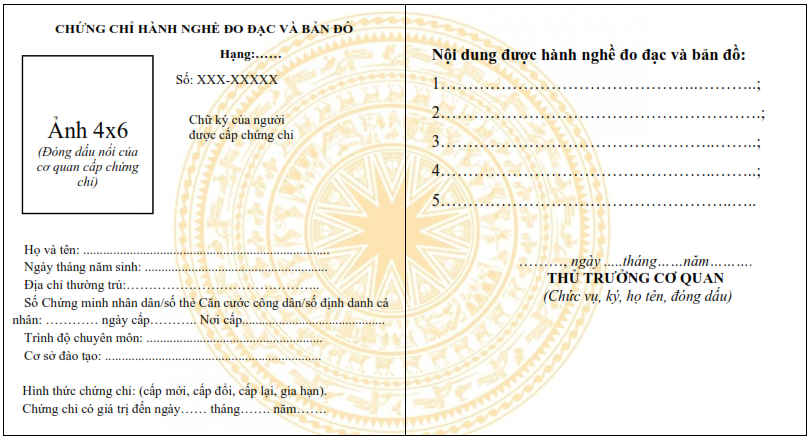 CHỨNG CHỈ HÀNH NGHỀ ĐO ĐẠC VÀ BẢN ĐỒ
Hạng:……
Số: XXX-XXXXX
Chữ ký của người
được cấp chứng chỉ
Ảnh 4x6
(Đóng dấu nổi của
cơ quan cấp chứng
chỉ)
Họ và tên: ............................................................................
Ngày tháng năm sinh: ........................................................
Địa chỉ thường trú:……………………………………..
Số Chứng minh nhân dân/số thẻ Căn cước công dân/số định danh cá
nhân: ………… ngày cấp……….. Nơi cấp............................................
Trình độ chuyên môn: ......................................................
Cơ sở đào tạo: ..................................................................
Hình thức chứng chỉ: (cấp mới, cấp đổi, cấp lại, gia hạn).
Chứng chỉ có giá trị đến ngày…… tháng……. năm…….
Nội dung được hành nghề đo đạc và bản đồ:
1………………………………………..………..;
2………………………………………………….;
3…………………………………………..……..;
4…………………………………………..……..;
5……………………………………………..…..
………, ngày .....tháng……năm……….
THỦ TRƯỞNG CƠ QUAN
(Chức vụ, ký, họ tên, đóng dấu)